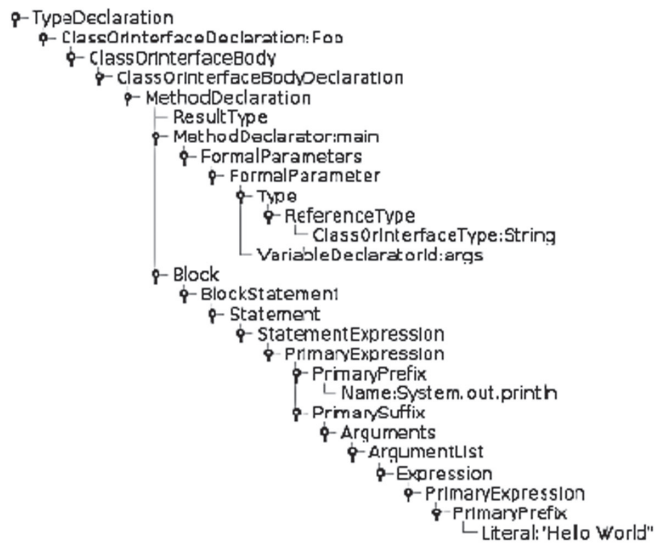 TypeDeclaration
ClassOrInterfaceDeclaration:Foo
ClassOrInterfaceBody
ClassOrInterfaceBodyDeclaration
MethodDeclaration
ResultType
MethodDeclarator:main
FormalParameters
FormalParameter
Type
ReferenceType
ClassOrInterfaceType:String
VariableDeclaratorId:args
Block
BlockStatement
Statement
StatementExpression
PrimaryExpression
PrimaryPrefix
Name:System.out.println
PrimarySuffix
Arguments
ArgumentList
Expression
PrimaryExpression
PrimaryPrefix
Literal:"Hello World"